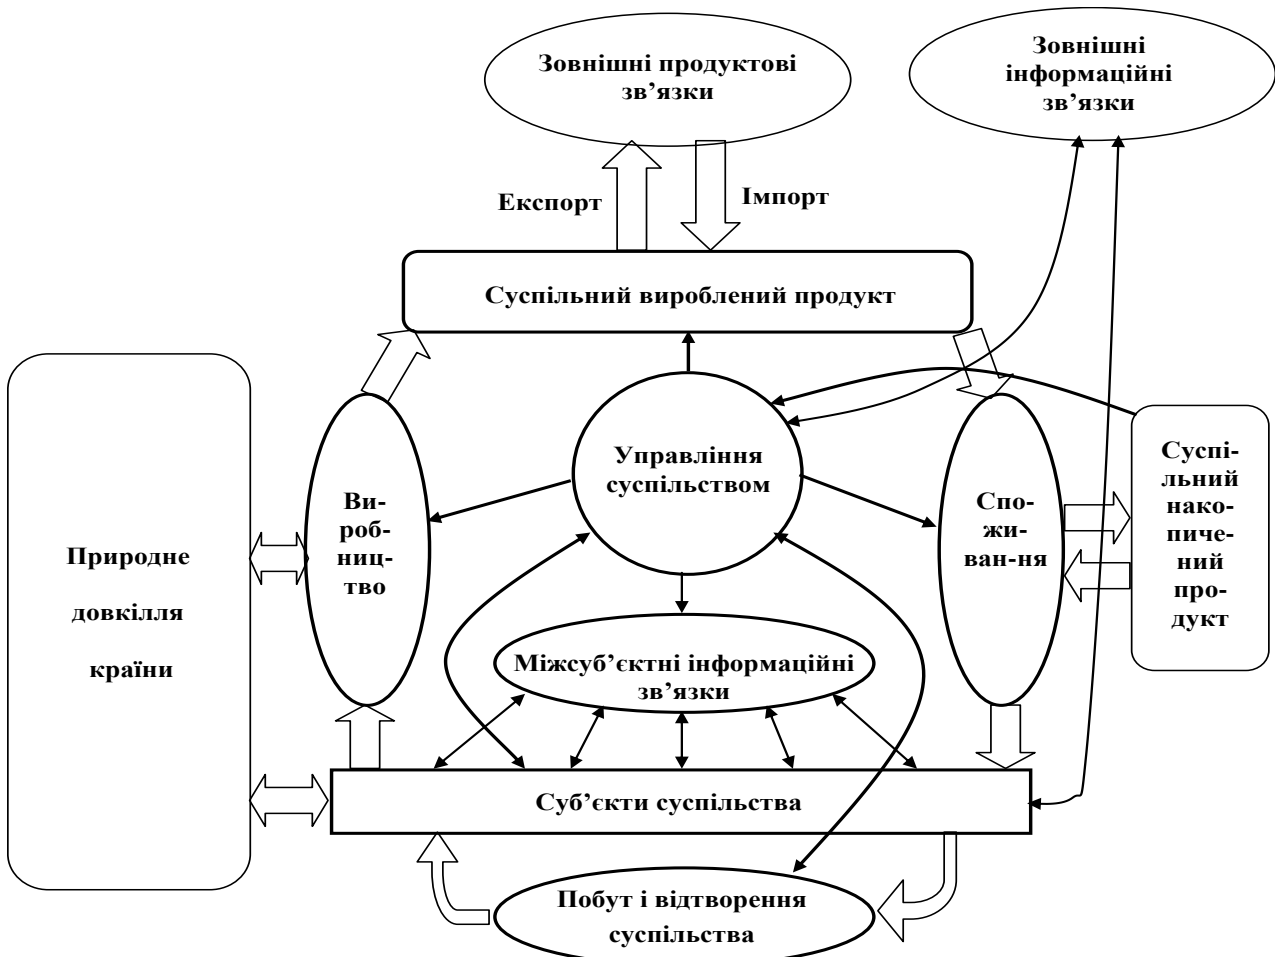 Зовнішні продуктові
зв’язки
Зовнішні
інформаційні
зв’язки
Експорт
Імпорт
Суспільний вироблений продукт
Природне
довкілля
країни
Ви-
роб-
ниц-
тво
Управління
суспільством
Спо-
жи-
ван-ня
Суспі-
льний
нако-
пиче-
ний
про-
дукт
Міжсуб’єктні інформаційні
зв’язки
Суб’єкти суспільства
Побут і відтворення
суспільства